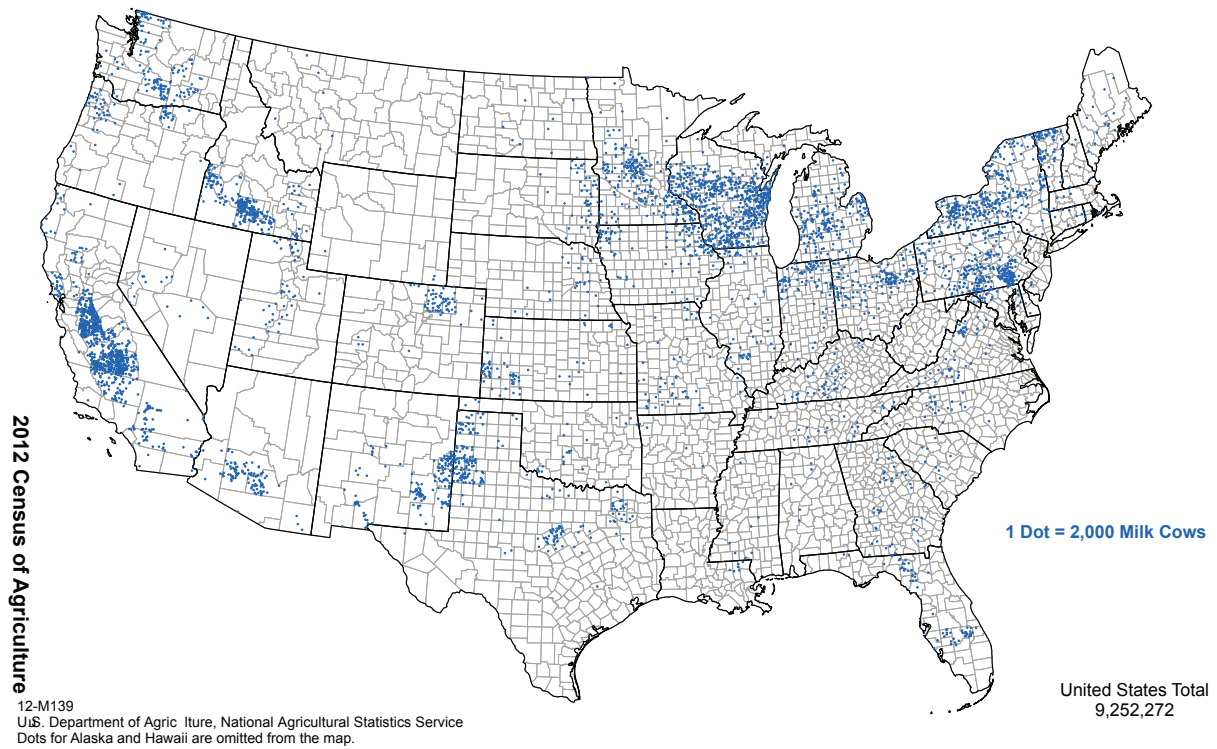 1 Dot = 2,000 Milk Cows
2012 Census of Agriculture
United States Total
9,252,272
12-M139
U.S. Department of Agric lture, National Agricultural Statistics Service
Dots for Alaska and Hawaii are omitted from the map.